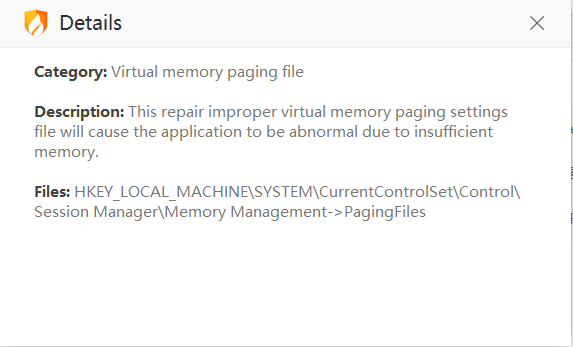 Details
Category: Virtual memory paging file
Description: This repair improper virtual memory paging settings
file will cause the application to be abnormal due to insufficient
memory.
Files: HKEY_LOCAL_MACHINE\SYSTEM\CurrentControlSet\Control\
Session Manager\Memory Management->PagingFiles